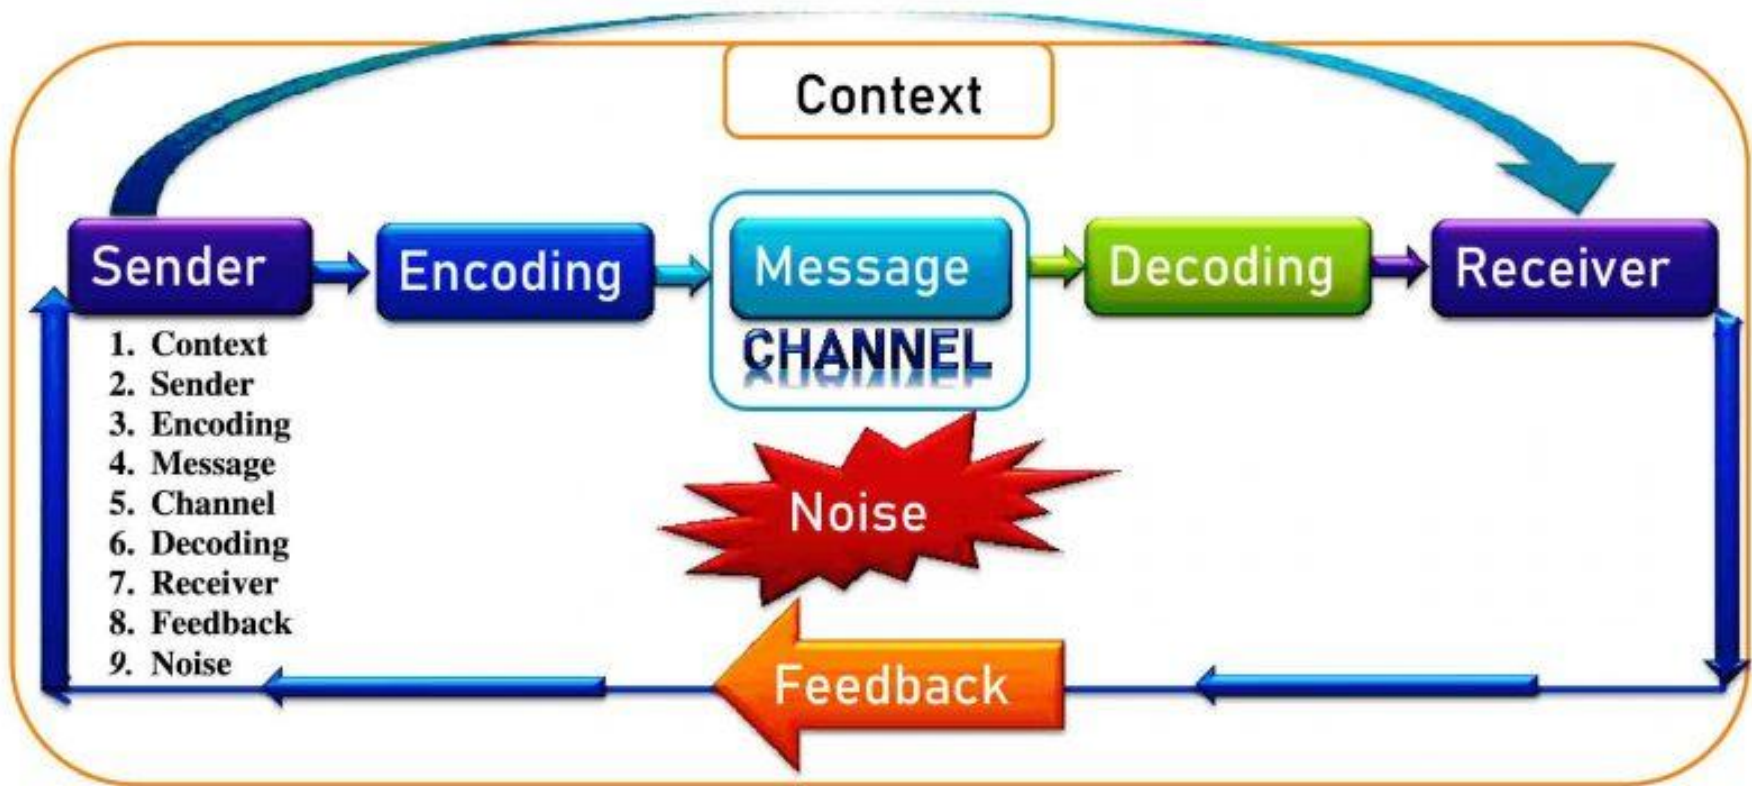 Context
Sender
Encoding
Message
CHANNEL
Decoding
Receiver
1. Context
2. Sender
3. Encoding
4. Message
5. Channel
6. Decoding
7. Receiver
8. Feedback
9. Noise
Noise
Feedback